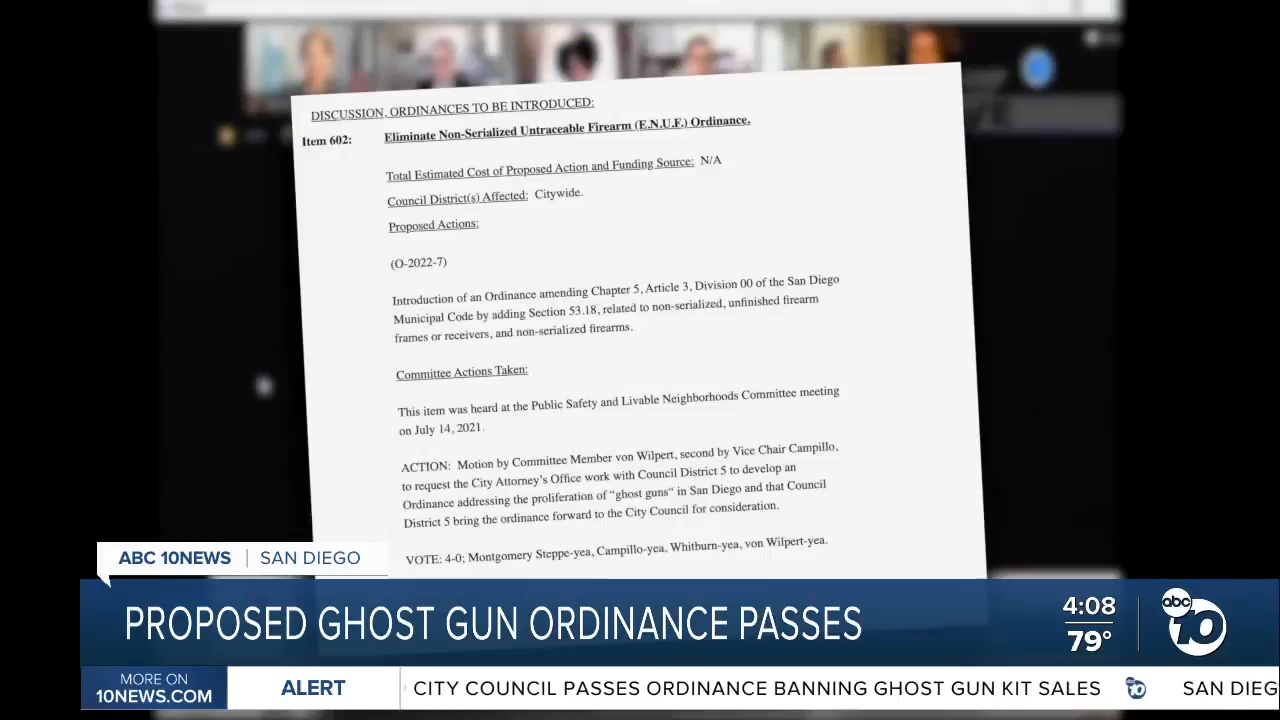 DISCUSSION, ORDINANCES TO BE INTRODUCED:
Item 602: Eliminate Non-Serialized Untraceable Firearm (E.N.U.F.) Ordinance.
Total Estimated Cost of Proposed Action and Funding Source: N/A
Council District(s) Affected: Citywide.
Proposed Actions:
(O-2022-7)
Introduction of an Ordinance amending Chapter 5, Article 3, Division 00 of the San Diego
Municipal Code by adding Section 53.18, related to non-serialized, unfinished firearm
frames or receivers, and non-serialized firearms.
Committee Actions Taken:
This item was heard at the Public Safety and Livable Neighborhoods Committee meeting
on July 14, 2021.
ACTION: Motion by Committee Member von Wilpert, second by Vice Chair Campillo,
to request the City Attorney's Office work with Council District 5 to develop an
Ordinance addressing the proliferation of "ghost guns" in San Diego and that Council
District 5 bring the ordinance forward to the City Council for consideration.
VOTE: 4-0; Montgomery Steppe-yea, Campillo-yea, Whitburn-yea, von Wilpert-yea.
ABC 10NEWS | SAN DIEGO
PROPOSED GHOST GUN ORDINANCE PASSES
4:08
79°
abc
10
MORE ON
10NEWS.COM
ALERT
CITY COUNCIL PASSES ORDINANCE BANNING GHOST GUN KIT SALES abc 10 SAN DIEG